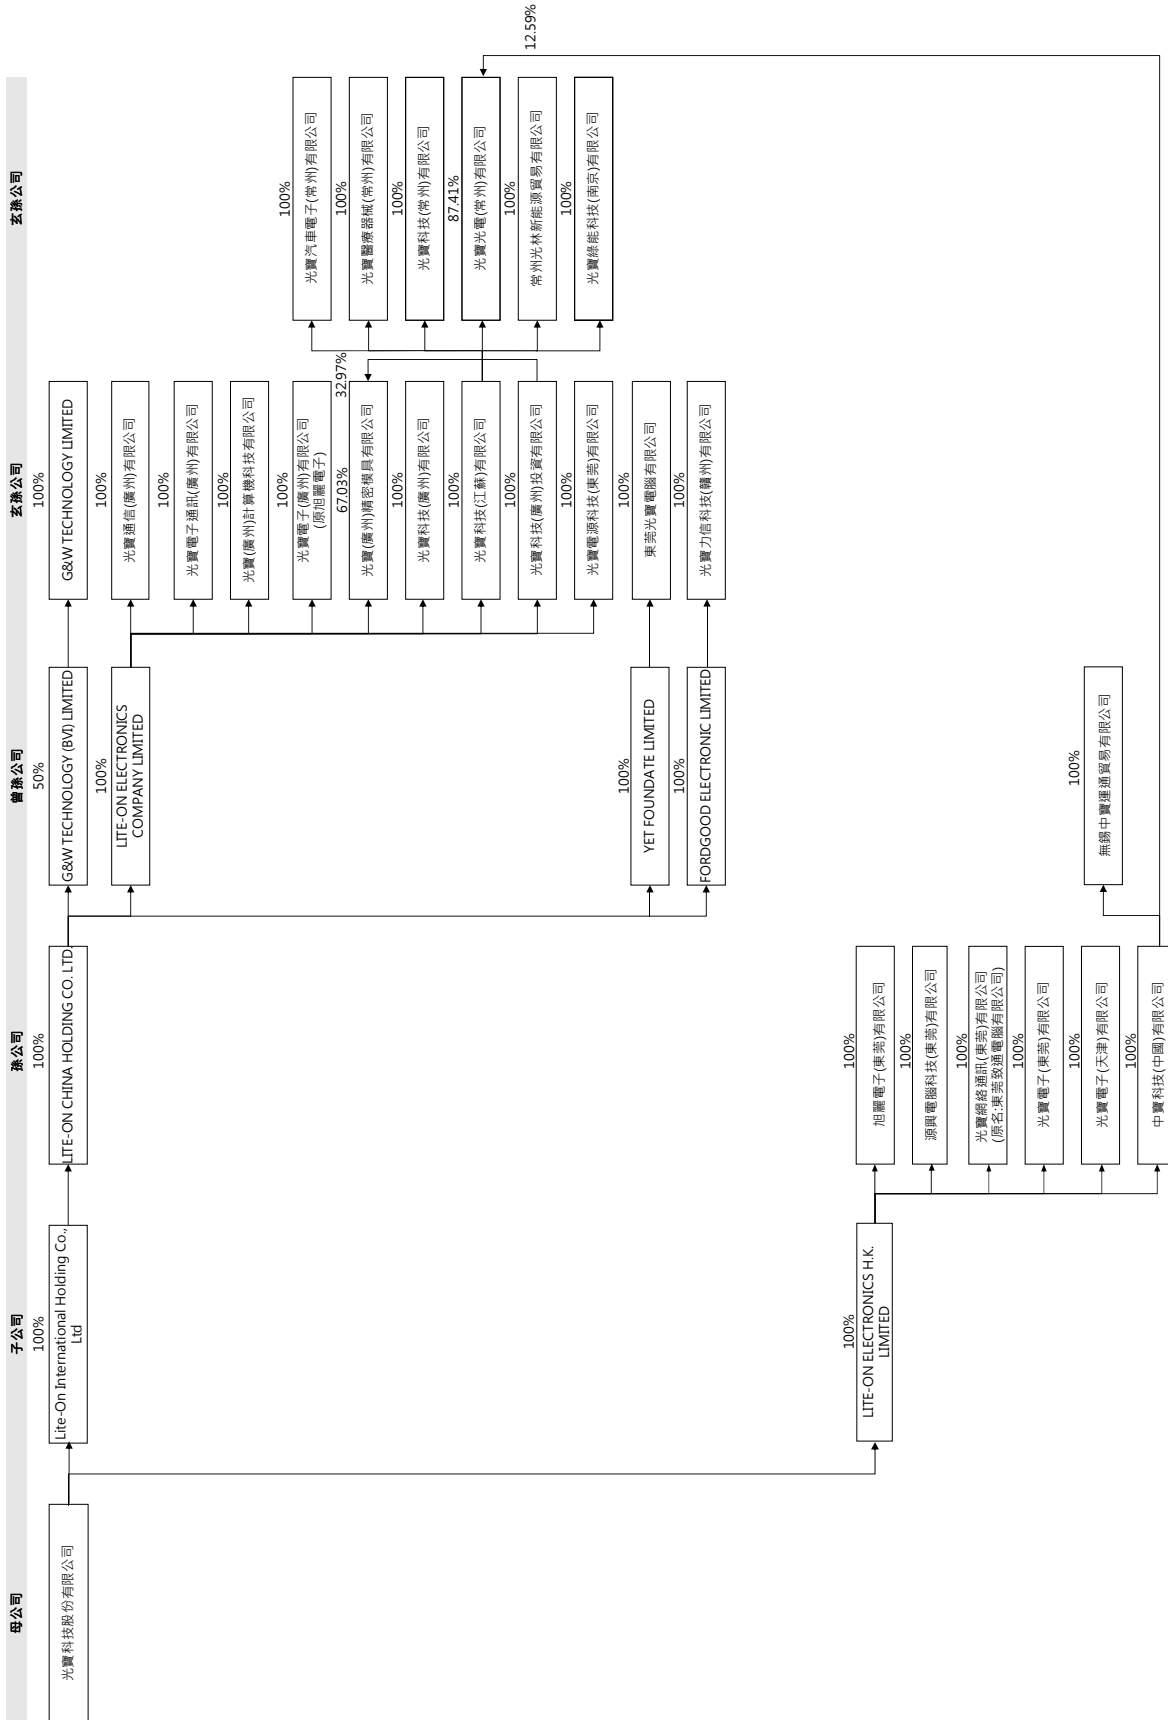 母公司
子公司
孫公司
曾孫公司
玄孫公司
玄孫公司
光寶科技股份有限公司
100%
Lite-On International Holding Co.,
Ltd
100%
LITE-ON CHINA HOLDING CO. LTD
50%
G&W TECHNOLOGY (BVI) LIMITED
100%
G&W TECHNOLOGY LIMITED
100%
LITE-ON ELECTRONICS
COMPANY LIMITED
100%
光寶通信(廣州)有限公司
100%
光寶電子通訊(廣州)有限公司
100%
光寶(廣州)計算機科技有限公司
100%
光寶電子(廣州)有限公司
(原旭麗電子)
67.03%
32.97%
光寶(廣州)精密模具有限公司
100%
光寶科技(廣州)有限公司
100%
光寶科技(江蘇)有限公司
100%
光寶科技(廣州)投資有限公司
100%
光寶電源科技(東莞)有限公司
100%
光寶汽車電子(常州)有限公司
100%
光寶醫療器械(常州)有限公司
100%
光寶科技(常州)有限公司
87.41%
12.59%
光寶光電(常州)有限公司
100%
常州光林新能源貿易有限公司
100%
光寶綠能科技(南京)有限公司
100%
YET FOUNDATE LIMITED
100%
東莞光寶電腦有限公司
100%
FORDGOOD ELECTRONIC LIMITED
100%
光寶力信科技(贛州)有限公司
100%
LITE-ON ELECTRONICS H.K.
LIMITED
100%
旭麗電子(東莞)有限公司
100%
源興電腦科技(東莞)有限公司
100%
光寶網絡通訊(東莞)有限公司
(原名:東莞致通電腦有限公司)
100%
光寶電子(東莞)有限公司
100%
光寶電子(天津)有限公司
100%
中寶科技(中國)有限公司
100%
無錫中寶運通貿易有限公司